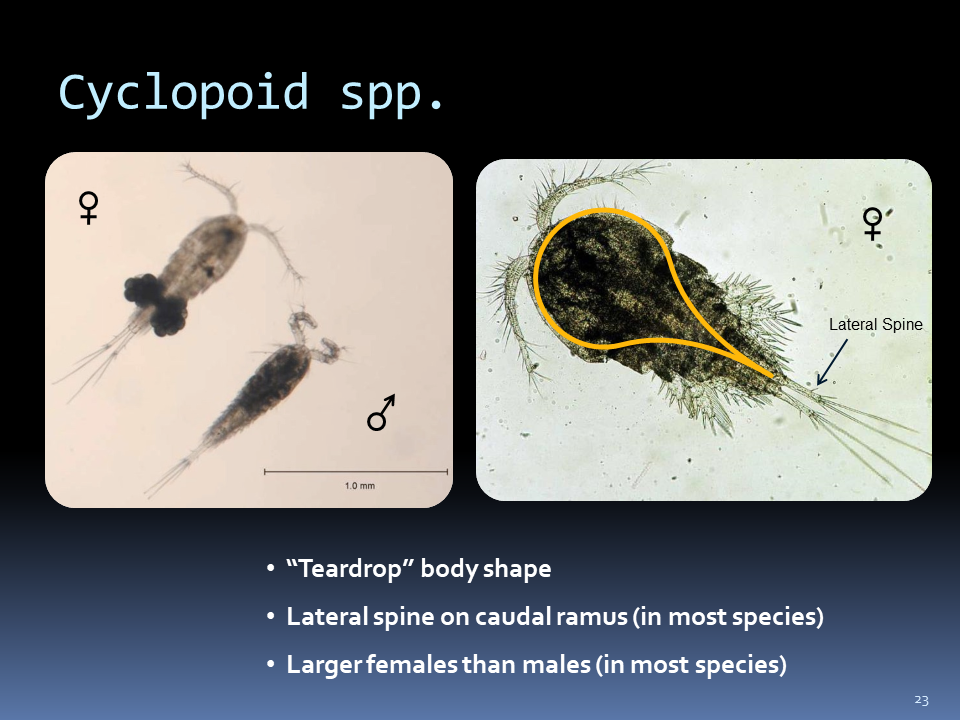 Cyclopoid spp.
♀
♂
1.0 mm
♀
Lateral Spine
• “Teardrop” body shape
• Lateral spine on caudal ramus (in most species)
• Larger females than males (in most species)
23